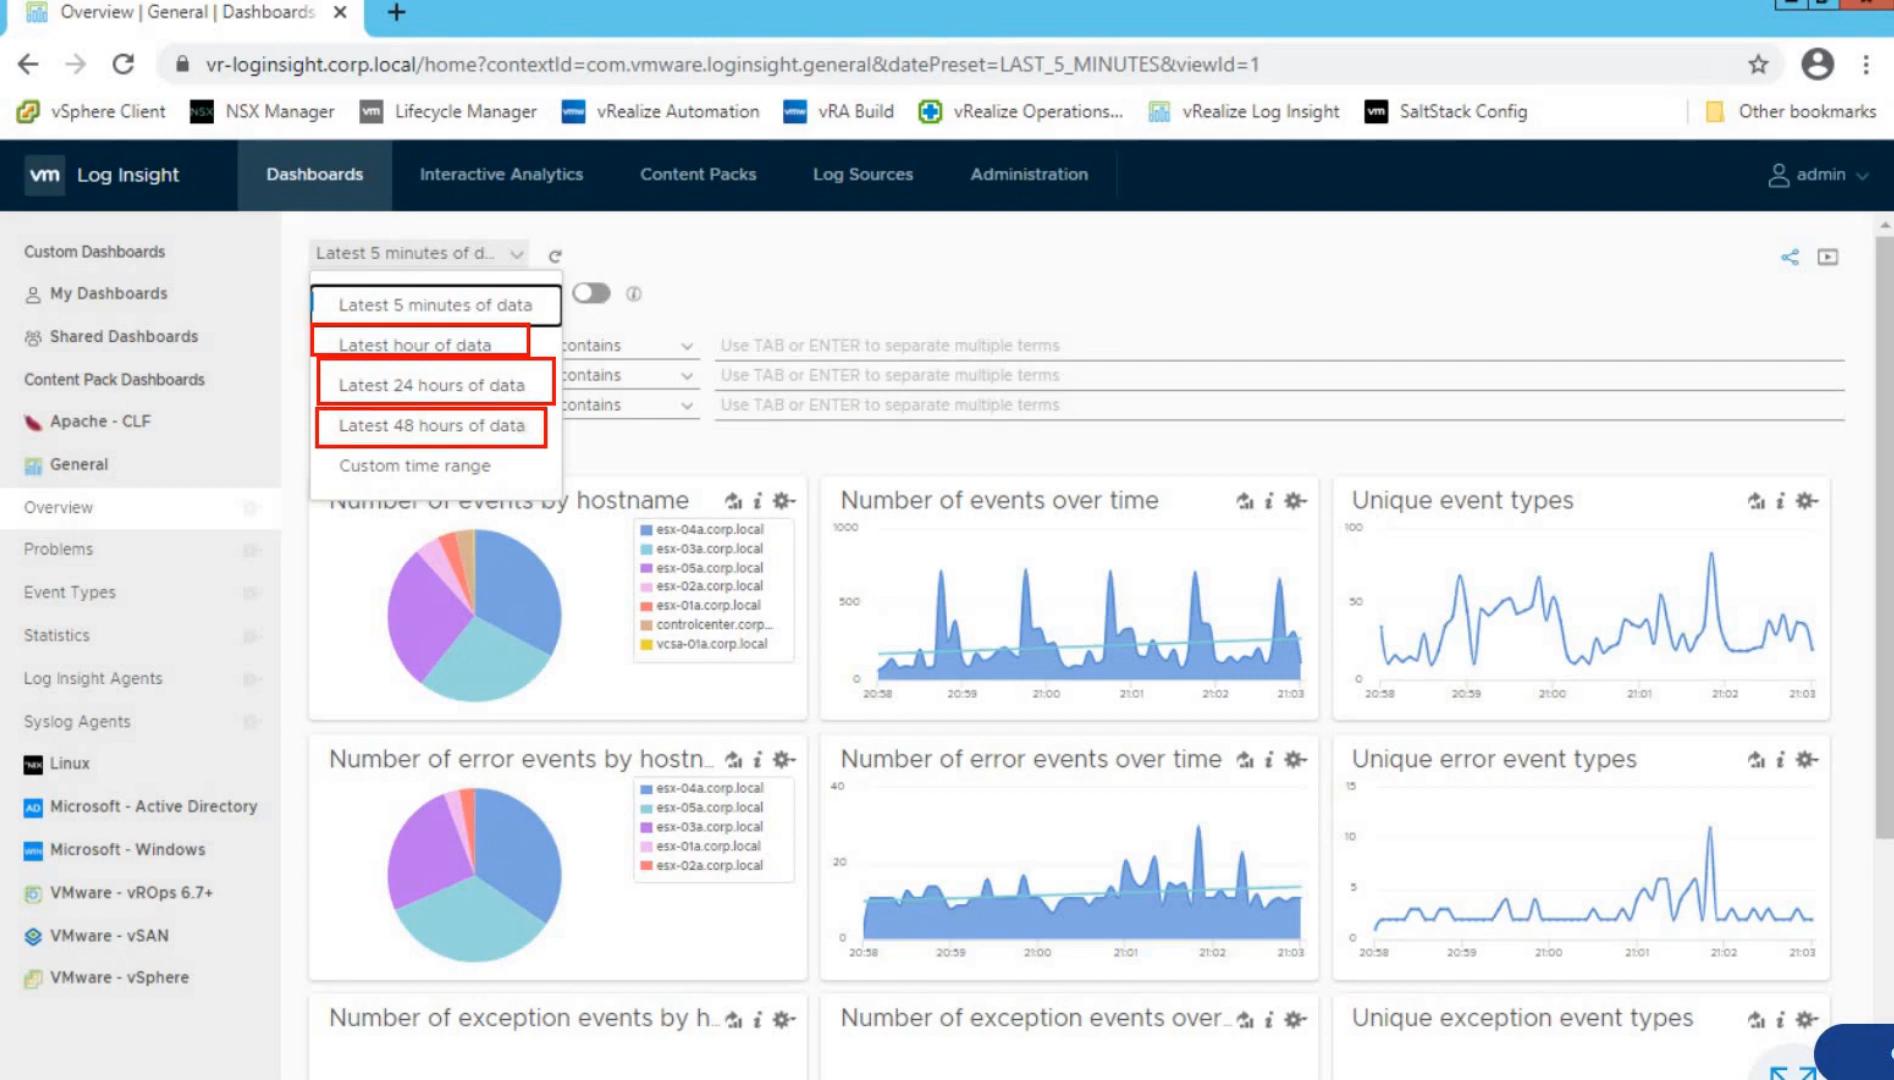 Overview | General | Dashboards
vr-loginsight.corp.local/home?contextId=com.vmware.loginsight.general&datePreset=LAST_5_MINUTES&viewId=1
vSphere Client NSX NSX Manager vm Lifecycle Manager vmw vRealize Automation vmw vRA Build vRealize Operations... vRealize Log Insight vm SaltStack Config Other bookmarks
vm Log Insight Dashboards Interactive Analytics Content Packs Log Sources Administration admin
Custom Dashboards
My Dashboards
Shared Dashboards
Content Pack Dashboards
Apache - CLF
General
Overview
Problems
Event Types
Statistics
Log Insight Agents
Syslog Agents
Linux
AD Microsoft - Active Directory
WIN Microsoft - Windows
VMware - vROps 6.7+
VMware - vSAN
VMware - vSphere
Latest 5 minutes of d...
Latest 5 minutes of data
Latest hour of data
Latest 24 hours of data
Latest 48 hours of data
Custom time range
contains Use TAB or ENTER to separate multiple terms
contains Use TAB or ENTER to separate multiple terms
contains Use TAB or ENTER to separate multiple terms
Number of events by hostname
esx-04a.corp.local
esx-03a.corp.local
esx-05a.corp.local
esx-02a.corp.local
esx-01a.corp.local
controlcenter.corp...
vcsa-01a.corp.local
Number of events over time
1000
500
0
20:58 20:59 21:00 21:01 21:02 21:03
Unique event types
100
50
0
20:58 20:59 21:00 21:01 21:02 21:03
Number of error events by hostn...
esx-04a.corp.local
esx-05a.corp.local
esx-03a.corp.local
esx-01a.corp.local
esx-02a.corp.local
Number of error events over time
40
20
0
20:58 20:59 21:00 21:01 21:02 21:03
Unique error event types
15
10
5
0
20:58 20:59 21:00 21:01 21:02 21:03
Number of exception events by h...
Number of exception events over...
Unique exception event types